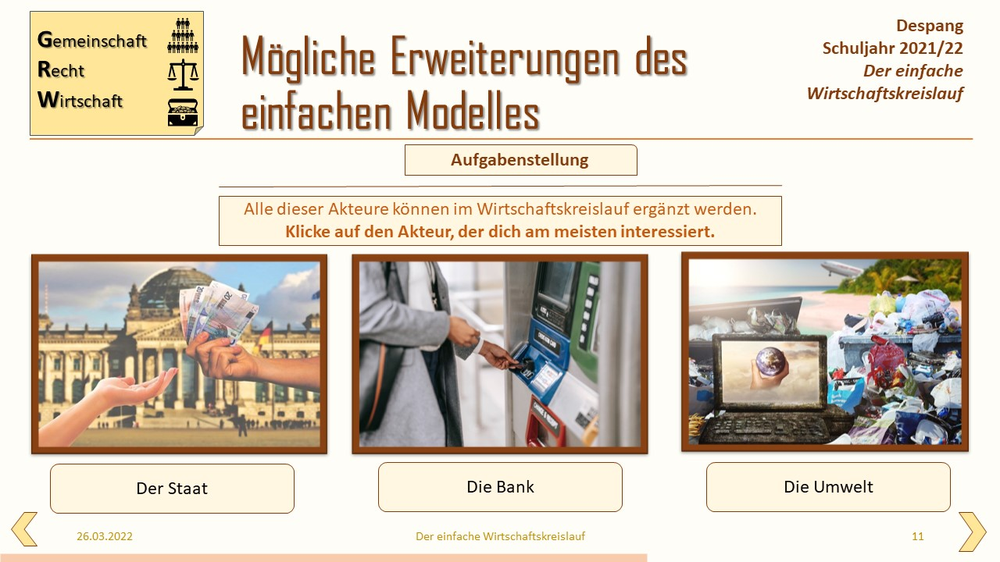 Gemeinschaft
Recht
Wirtschaft
Mögliche Erweiterungen des
einfachen Modelles
Despang
Schuljahr 2021/22
Der einfache
Wirtschaftskreislauf
Aufgabenstellung
Alle dieser Akteure können im Wirtschaftskreislauf ergänzt werden.
Klicke auf den Akteur, der dich am meisten interessiert.
Der Staat
Die Bank
Die Umwelt
26.03.2022
Der einfache Wirtschaftskreislauf
11